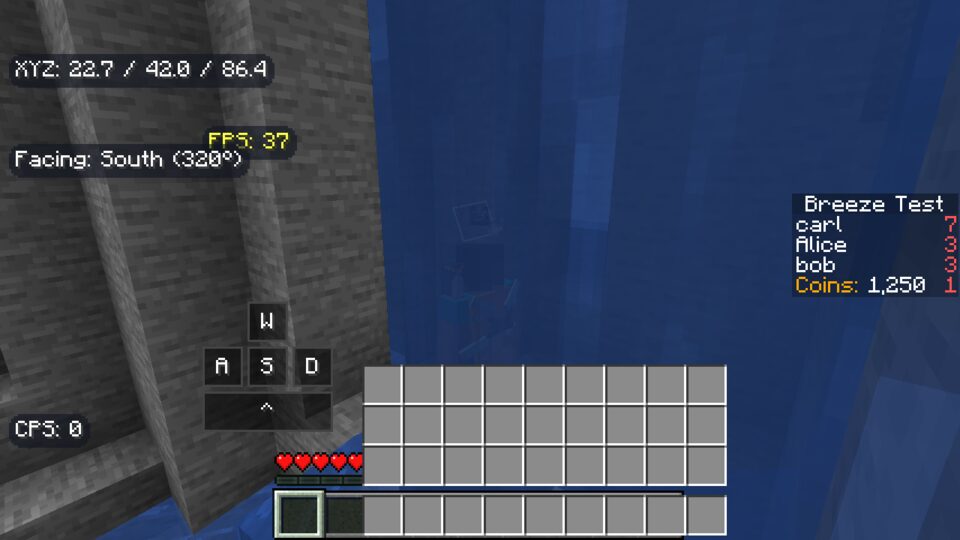 XYZ: 22.7 / 42.0 / 86.4
FPS: 37
Facing: South (320°)
Breeze Test
carl 7
Alice 3
bob 3
Coins: 1,250 1
W
A S D
^
CPS: 0